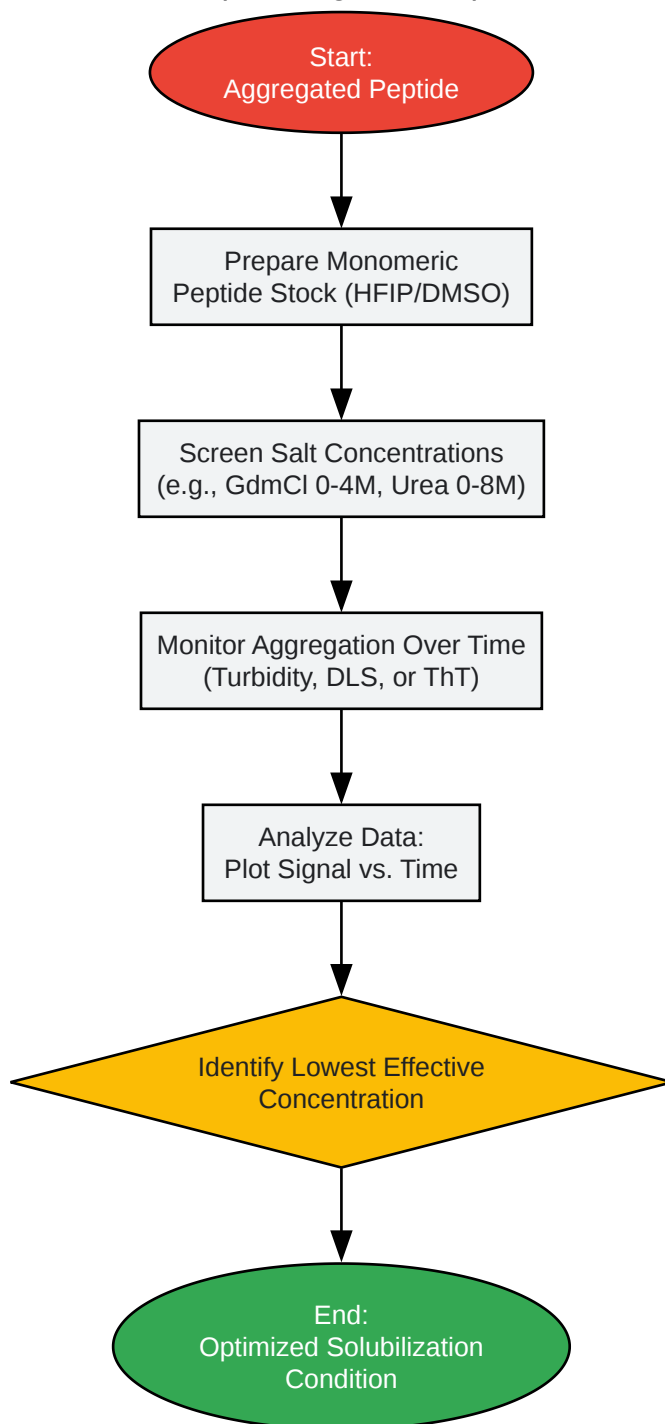 Start:
Aggregated Peptide
Prepare Monomeric
Peptide Stock (HFIP/DMSO)
Screen Salt Concentrations
(e.g., GdmCl 0-4M, Urea 0-8M)
Monitor Aggregation Over Time
(Turbidity, DLS, or ThT)
Analyze Data:
Plot Signal vs. Time
Identify Lowest Effective
Concentration
End:
Optimized Solubilization
Condition